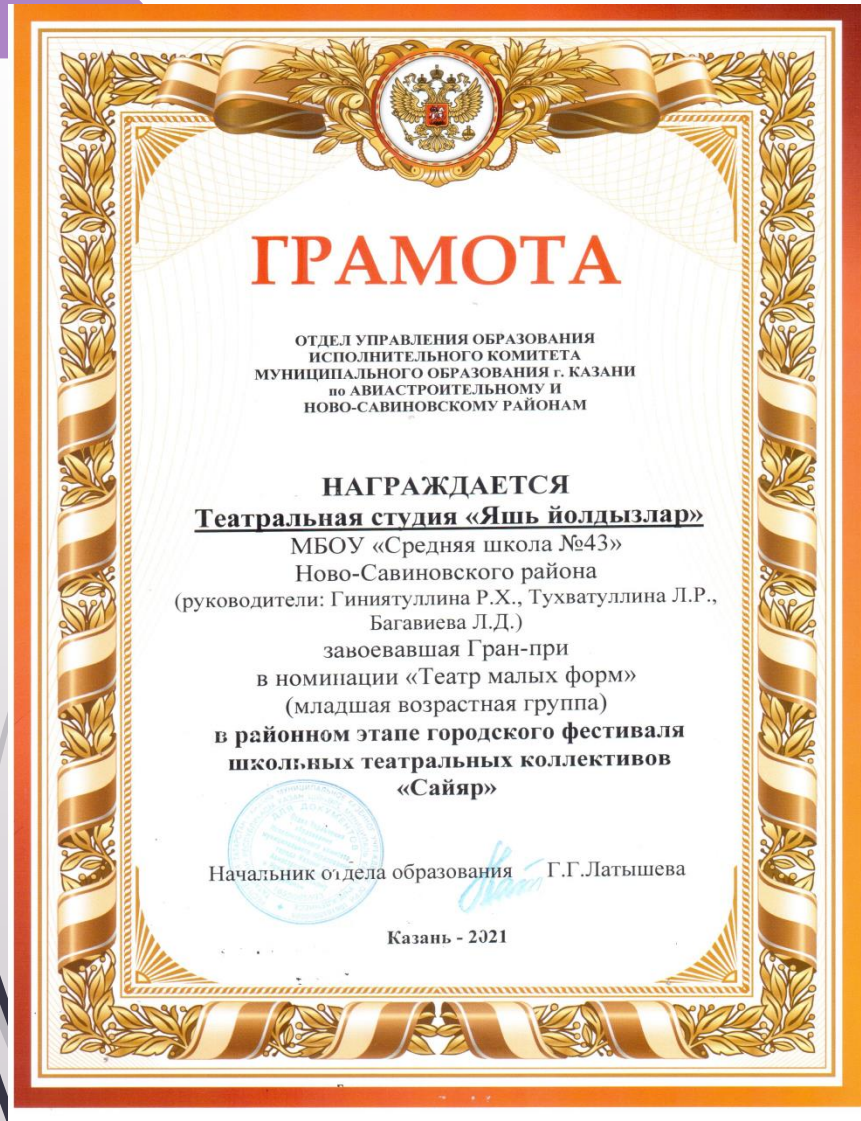 ГРАМОТА
ОТДЕЛ УПРАВЛЕНИЯ ОБРАЗОВАНИЯ
ИСПОЛНИТЕЛЬНОГО КОМИТЕТА
МУНИЦИПАЛЬНОГО ОБРАЗОВАНИЯ г. КАЗАНИ
по АВИАСТРОИТЕЛЬНОМУ И
НОВО-САВИНОВСКОМУ РАЙОНАМ
НАГРАЖДАЕТСЯ
Театральная студия «Яшь йолдызлар»
МБОУ «Средняя школа №43»
Ново-Савиновского района
(руководители: Гиниятуллина Р.Х., Тухватуллина Л.Р.,
Багавиева Л.Д.)
завоевавшая Гран-при
в номинации «Театр малых форм»
(младшая возрастная группа)
в районном этапе городского фестиваля
школьных театральных коллективов
«Сайяр»
ДЛЯ ДОКУМЕНТОВ
Начальник отдела образования Г.Г.Латышева
Казань - 2021